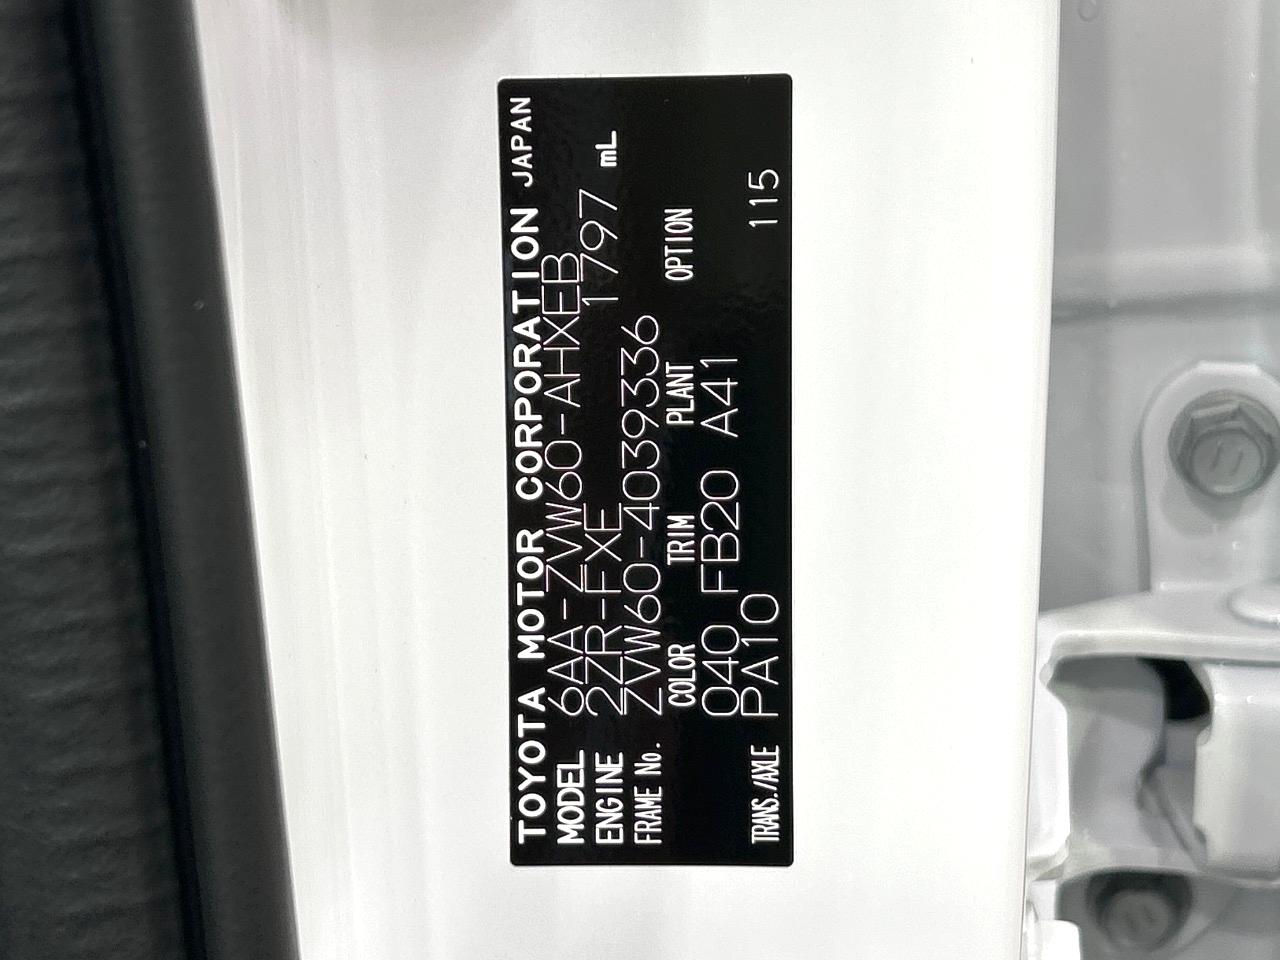 TOYOTA MOTOR CORPORATION JAPAN
MODEL 6AA-ZVW60-AHXEB
ENGINE 2ZR-FXE 1797 mL
FRAME No. ZVW60-4039336
COLOR TRIM PLANT OPTION
040 FB20 A41
TRANS./AXLE PA10 115